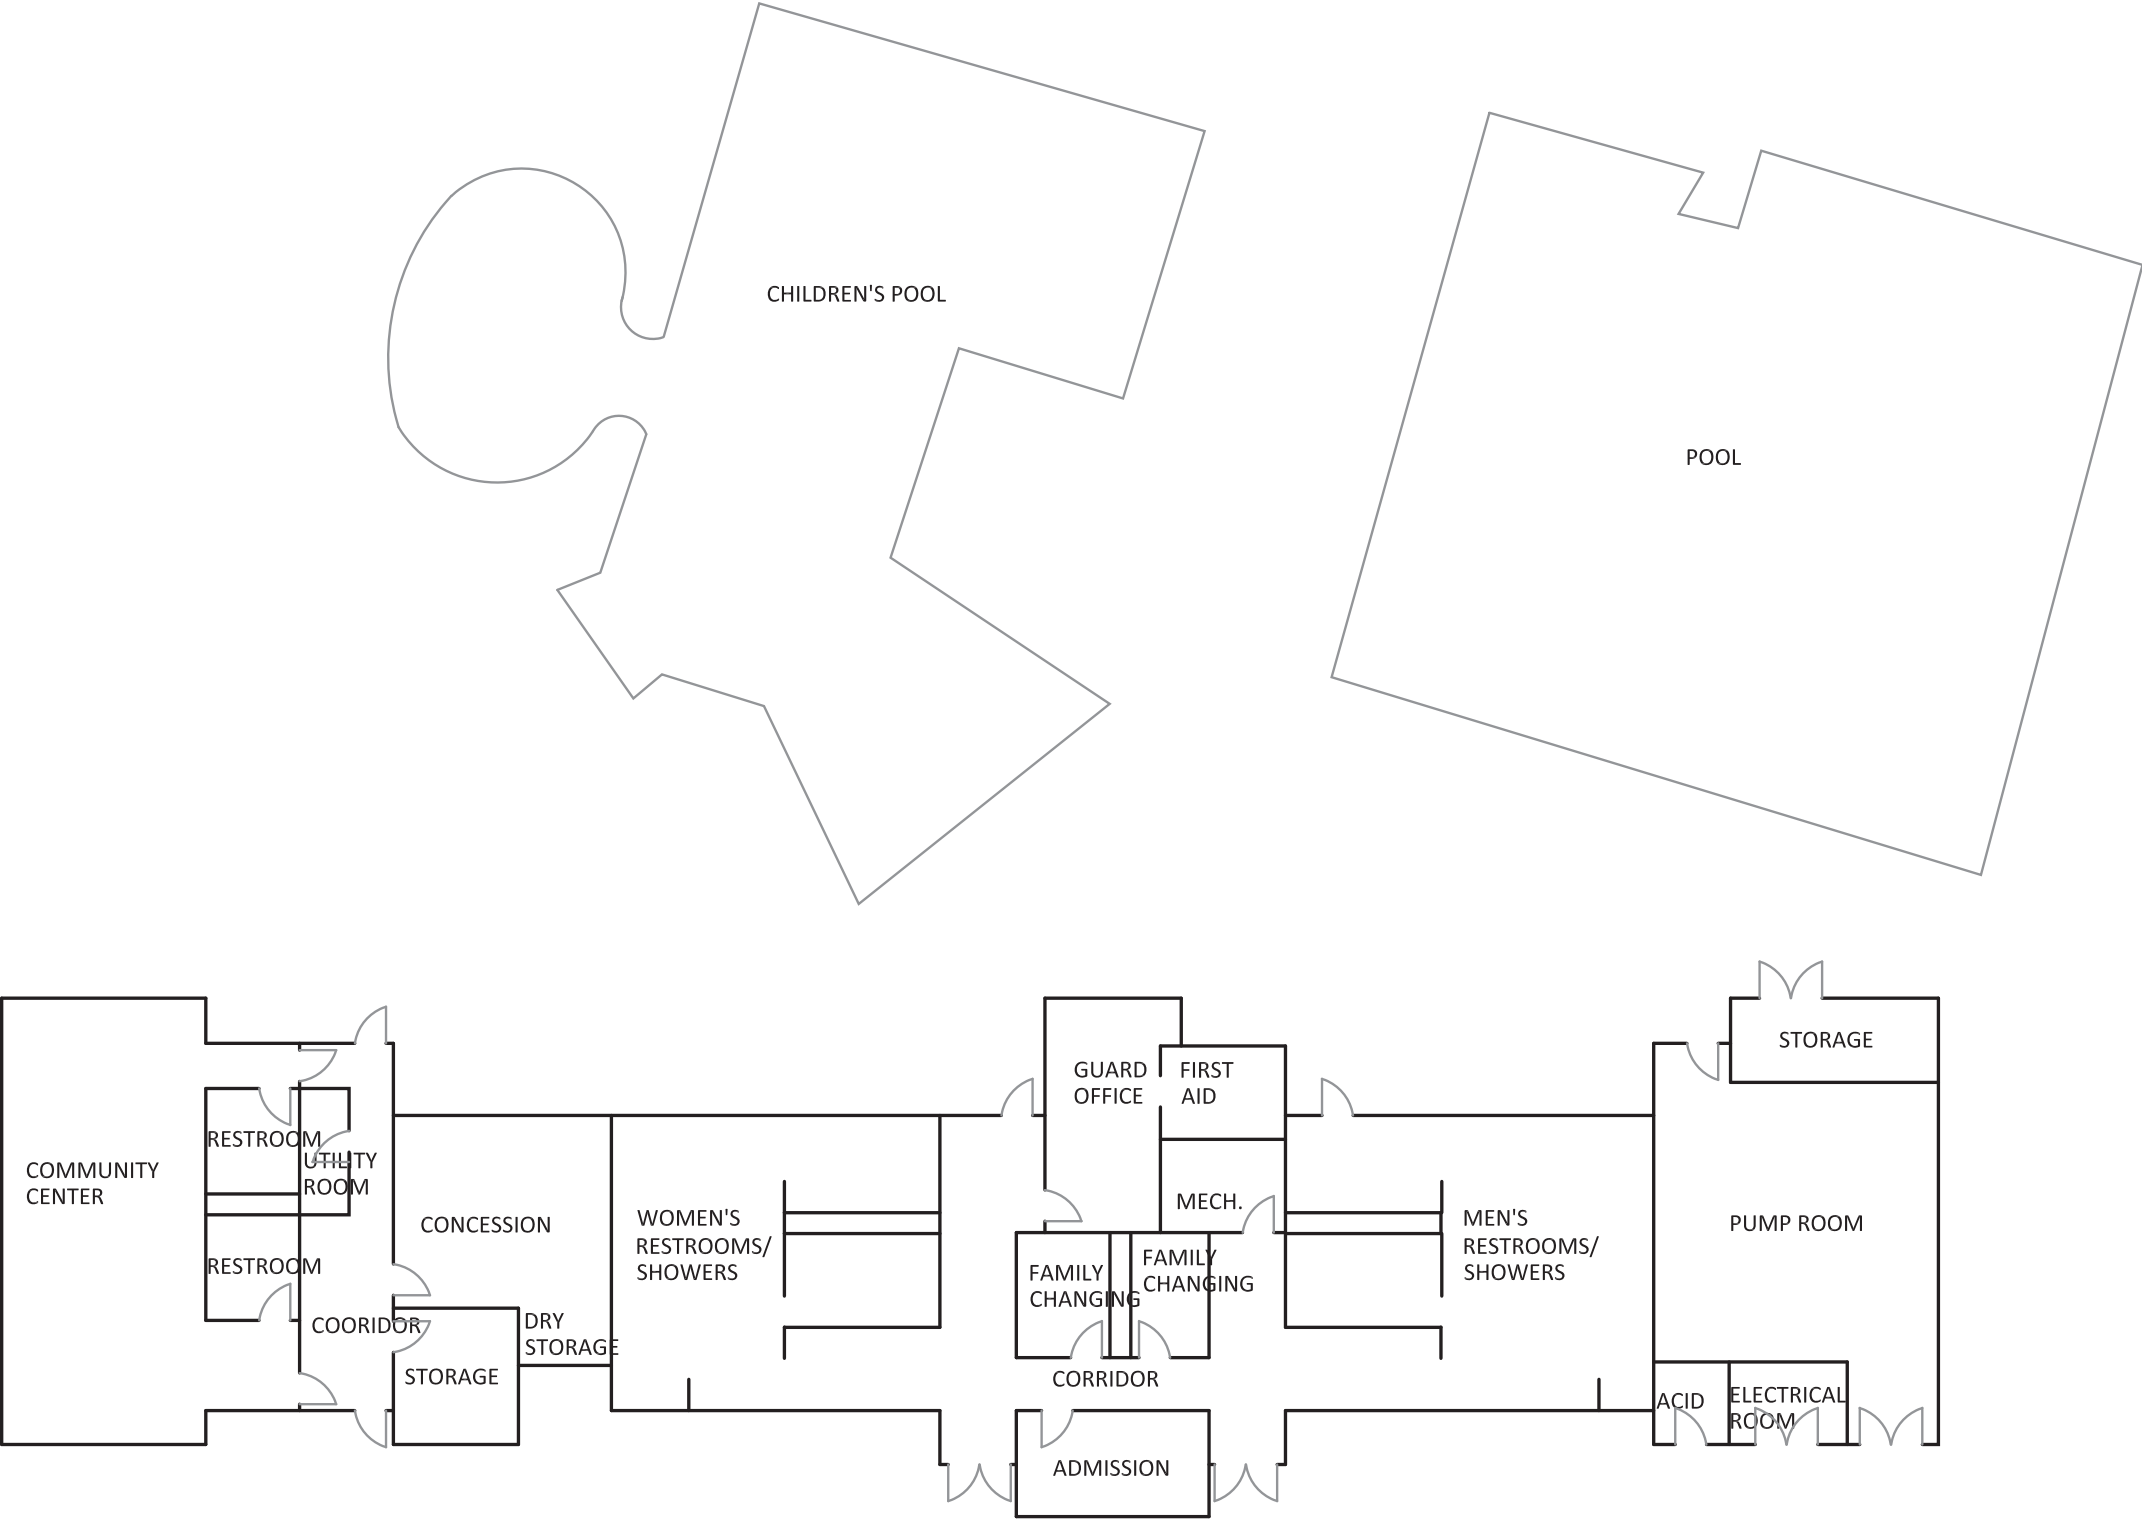 CHILDREN'S POOL
POOL
STORAGE
GUARD
OFFICE
FIRST
AID
RESTROOM
UTILITY
ROOM
COMMUNITY
CENTER
CONCESSION
WOMEN'S
RESTROOMS/
SHOWERS
MECH.
MEN'S
RESTROOMS/
SHOWERS
PUMP ROOM
RESTROOM
FAMILY
CHANGING
FAMILY
CHANGING
COORIDOR
DRY
STORAGE
STORAGE
CORRIDOR
ACID
ELECTRICAL
ROOM
ADMISSION